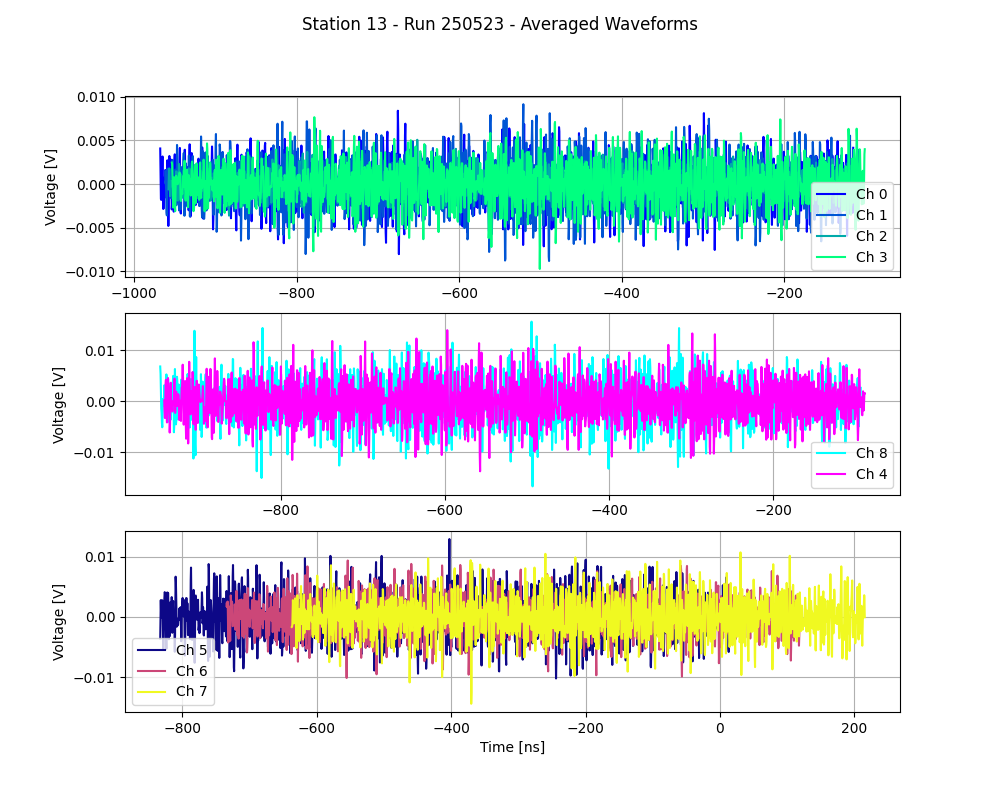 Station 13 - Run 250523 - Averaged Waveforms
0.010
0.005
0.000
−0.005
−0.010
Voltage [V]
Ch 0
Ch 1
Ch 2
Ch 3
−1000 −800 −600 −400 −200
0.01
0.00
−0.01
Voltage [V]
Ch 8
Ch 4
−800 −600 −400 −200
0.01
0.00
−0.01
Voltage [V]
Ch 5
Ch 6
Ch 7
−800 −600 −400 −200 0 200
Time [ns]